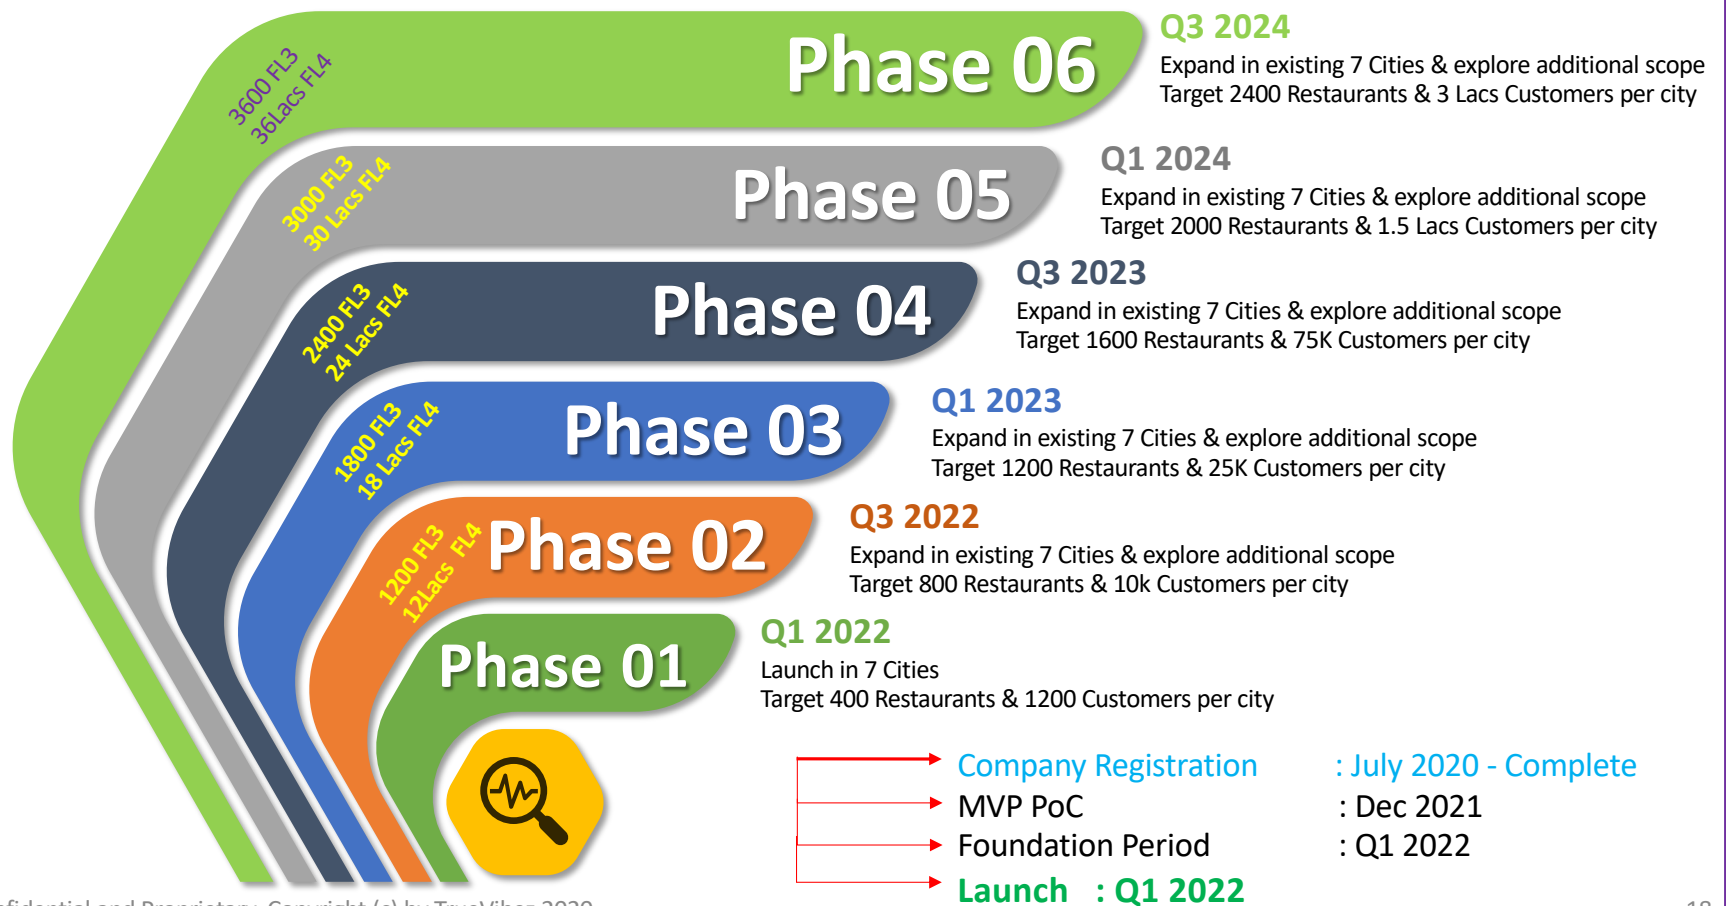 Phase 06
3600 FL3
36Lacs FL4
Q3 2024
Expand in existing 7 Cities & explore additional scope
Target 2400 Restaurants & 3 Lacs Customers per city
Phase 05
3000 FL3
30 Lacs FL4
Q1 2024
Expand in existing 7 Cities & explore additional scope
Target 2000 Restaurants & 1.5 Lacs Customers per city
Phase 04
2400 FL3
24 Lacs FL4
Q3 2023
Expand in existing 7 Cities & explore additional scope
Target 1600 Restaurants & 75K Customers per city
Phase 03
1800 FL3
18 Lacs FL4
Q1 2023
Expand in existing 7 Cities & explore additional scope
Target 1200 Restaurants & 25K Customers per city
Phase 02
1200 FL3
12Lacs FL4
Q3 2022
Expand in existing 7 Cities & explore additional scope
Target 800 Restaurants & 10k Customers per city
Phase 01
Q1 2022
Launch in 7 Cities
Target 400 Restaurants & 1200 Customers per city
Company Registration : July 2020 - Complete
MVP PoC : Dec 2021
Foundation Period : Q1 2022
Launch : Q1 2022
and Proprietary. Copyright (c) by